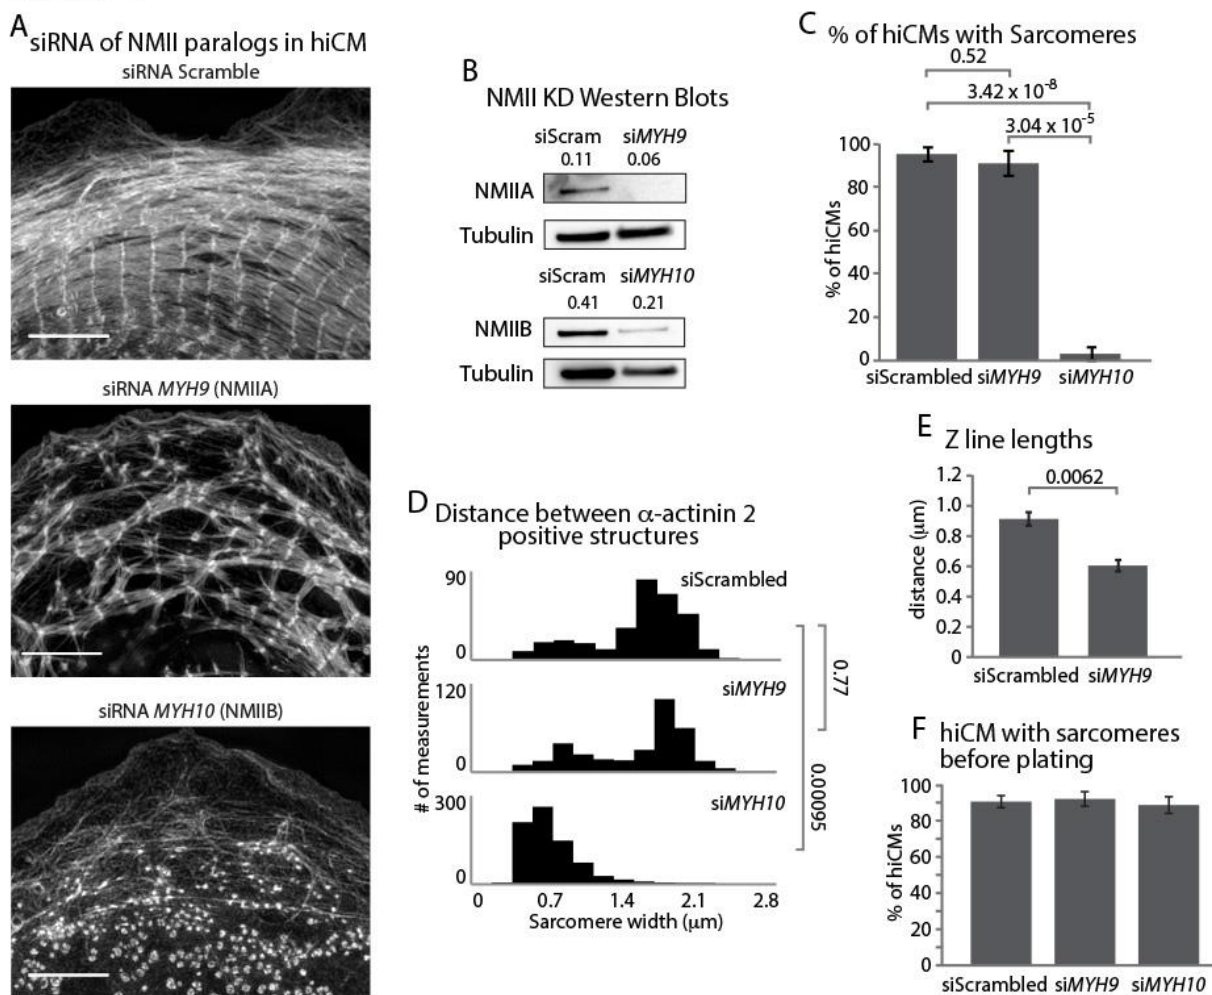 A siRNA of NMII paralogs in hiCM
siRNA Scramble
siRNA MYH9 (NMIIA)
siRNA MYH10 (NMIIB)
B
NMII KD Western Blots
siScram siMYH9
0.11 0.06
NMIIA
Tubulin
siScram siMYH10
0.41 0.21
NMIIB
Tubulin
C % of hiCMs with Sarcomeres
0.52
3.42 x 10⁻⁸
3.04 x 10⁻⁵
% of hiCMs
100
80
60
40
20
0
siScrambled siMYH9 siMYH10
D Distance between α-actinin 2
positive structures
# of measurements
90
0
siScrambled
120
0
siMYH9
300
0
siMYH10
0.77
0.00095
0 0.7 1.4 2.1 2.8
Sarcomere width (μm)
E Z line lengths
0.0062
distance (μm)
1.2
1.0
0.8
0.6
0.4
0.2
0
siScrambled siMYH9
F hiCM with sarcomeres
before plating
% of hiCMs
100
80
60
40
20
0
siScrambled siMYH9 siMYH10